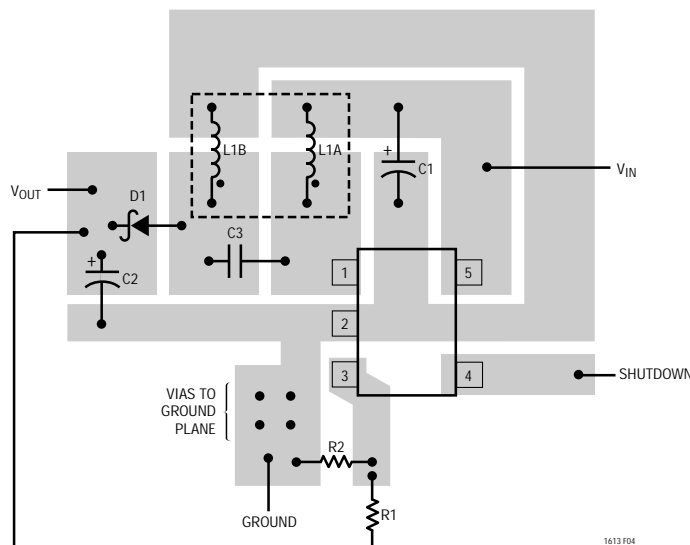 L1B
L1A
+
C1
VIN
VOUT
D1
C3
+
C2
1
5
2
3
4
SHUTDOWN
VIAS TO
GROUND
PLANE
R2
GROUND
R1
1613 F04